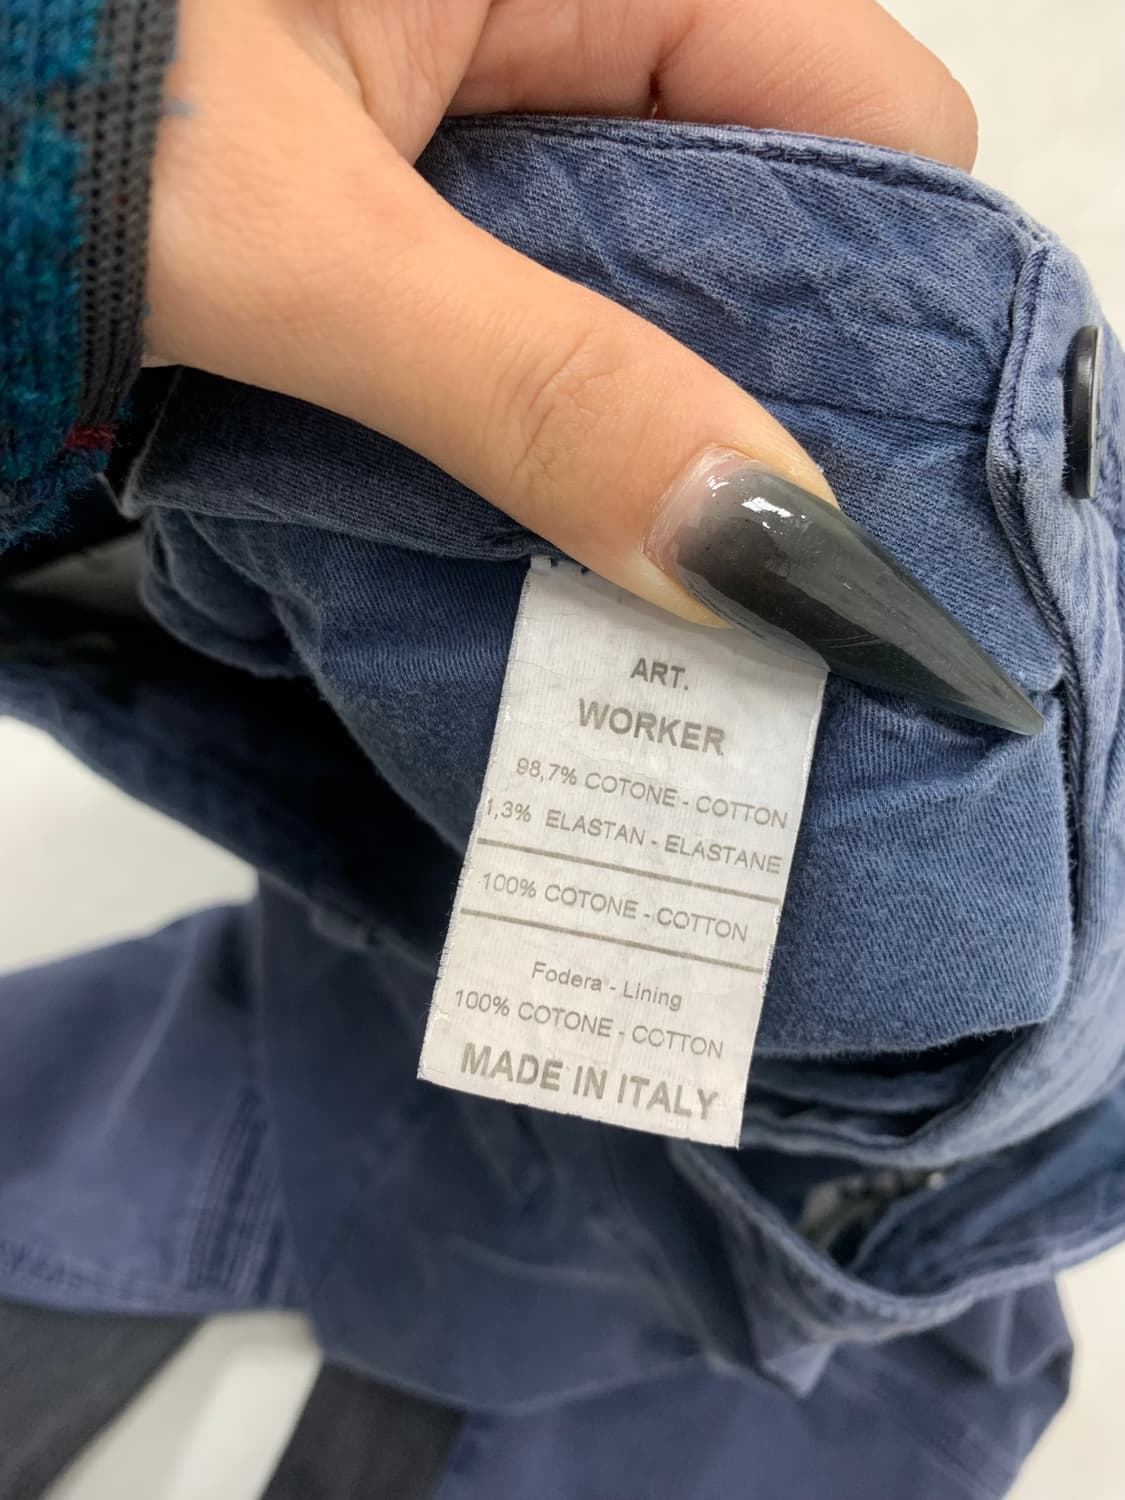 ART.
WORKER
98,7% COTONE - COTTON
1,3% ELASTAN - ELASTANE
100% COTONE - COTTON
Fodera - Lining
100% COTONE - COTTON
MADE IN ITALY